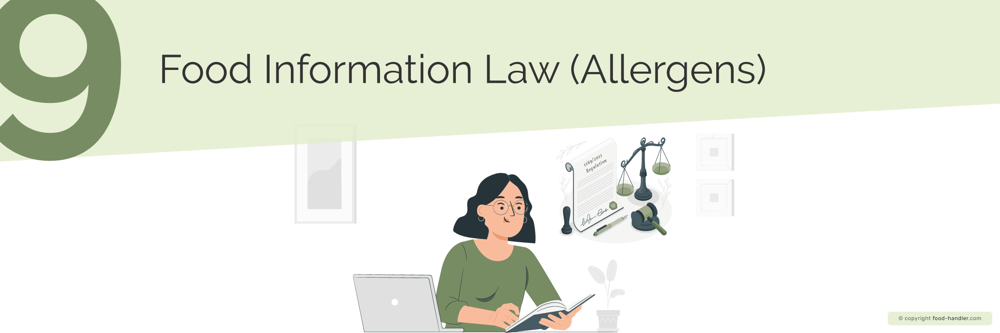 9
Food Information Law (Allergens)
1169/2011
Regulation
© copyright food-handler.com